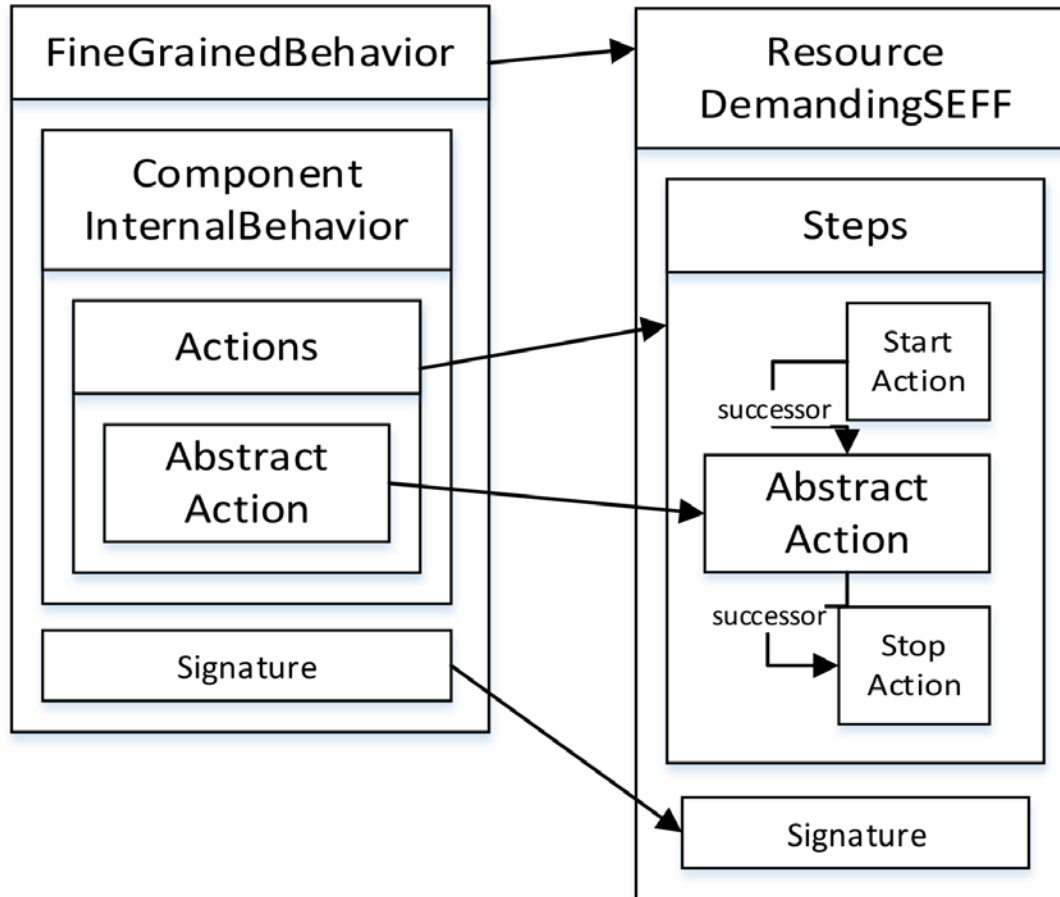 FineGrainedBehavior
Component
InternalBehavior
Actions
Abstract
Action
Signature
Resource
DemandingSEFF
Steps
Start
Action
successor
Abstract
Action
successor
Stop
Action
Signature